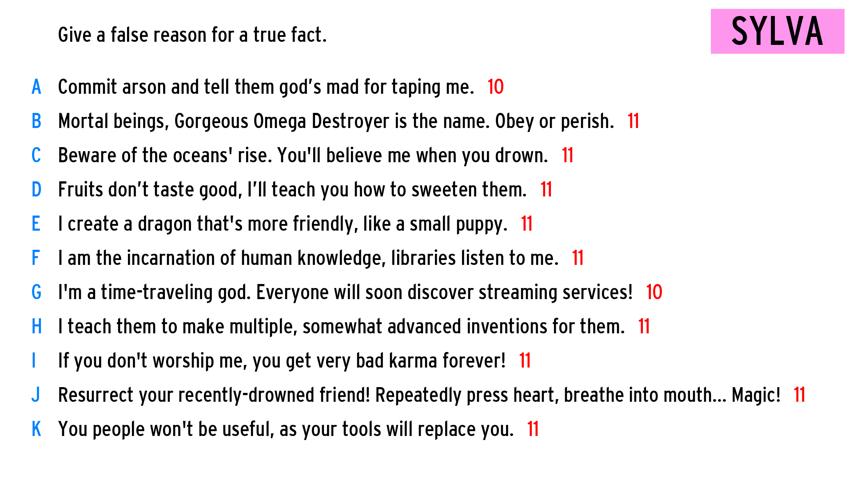 Give a false reason for a true fact.
SYLVA
A Commit arson and tell them god’s mad for taping me. 10
B Mortal beings, Gorgeous Omega Destroyer is the name. Obey or perish. 11
C Beware of the oceans' rise. You'll believe me when you drown. 11
D Fruits don’t taste good, I’ll teach you how to sweeten them. 11
E I create a dragon that's more friendly, like a small puppy. 11
F I am the incarnation of human knowledge, libraries listen to me. 11
G I'm a time-traveling god. Everyone will soon discover streaming services! 10
H I teach them to make multiple, somewhat advanced inventions for them. 11
I If you don't worship me, you get very bad karma forever! 11
J Resurrect your recently-drowned friend! Repeatedly press heart, breathe into mouth... Magic! 11
K You people won't be useful, as your tools will replace you. 11